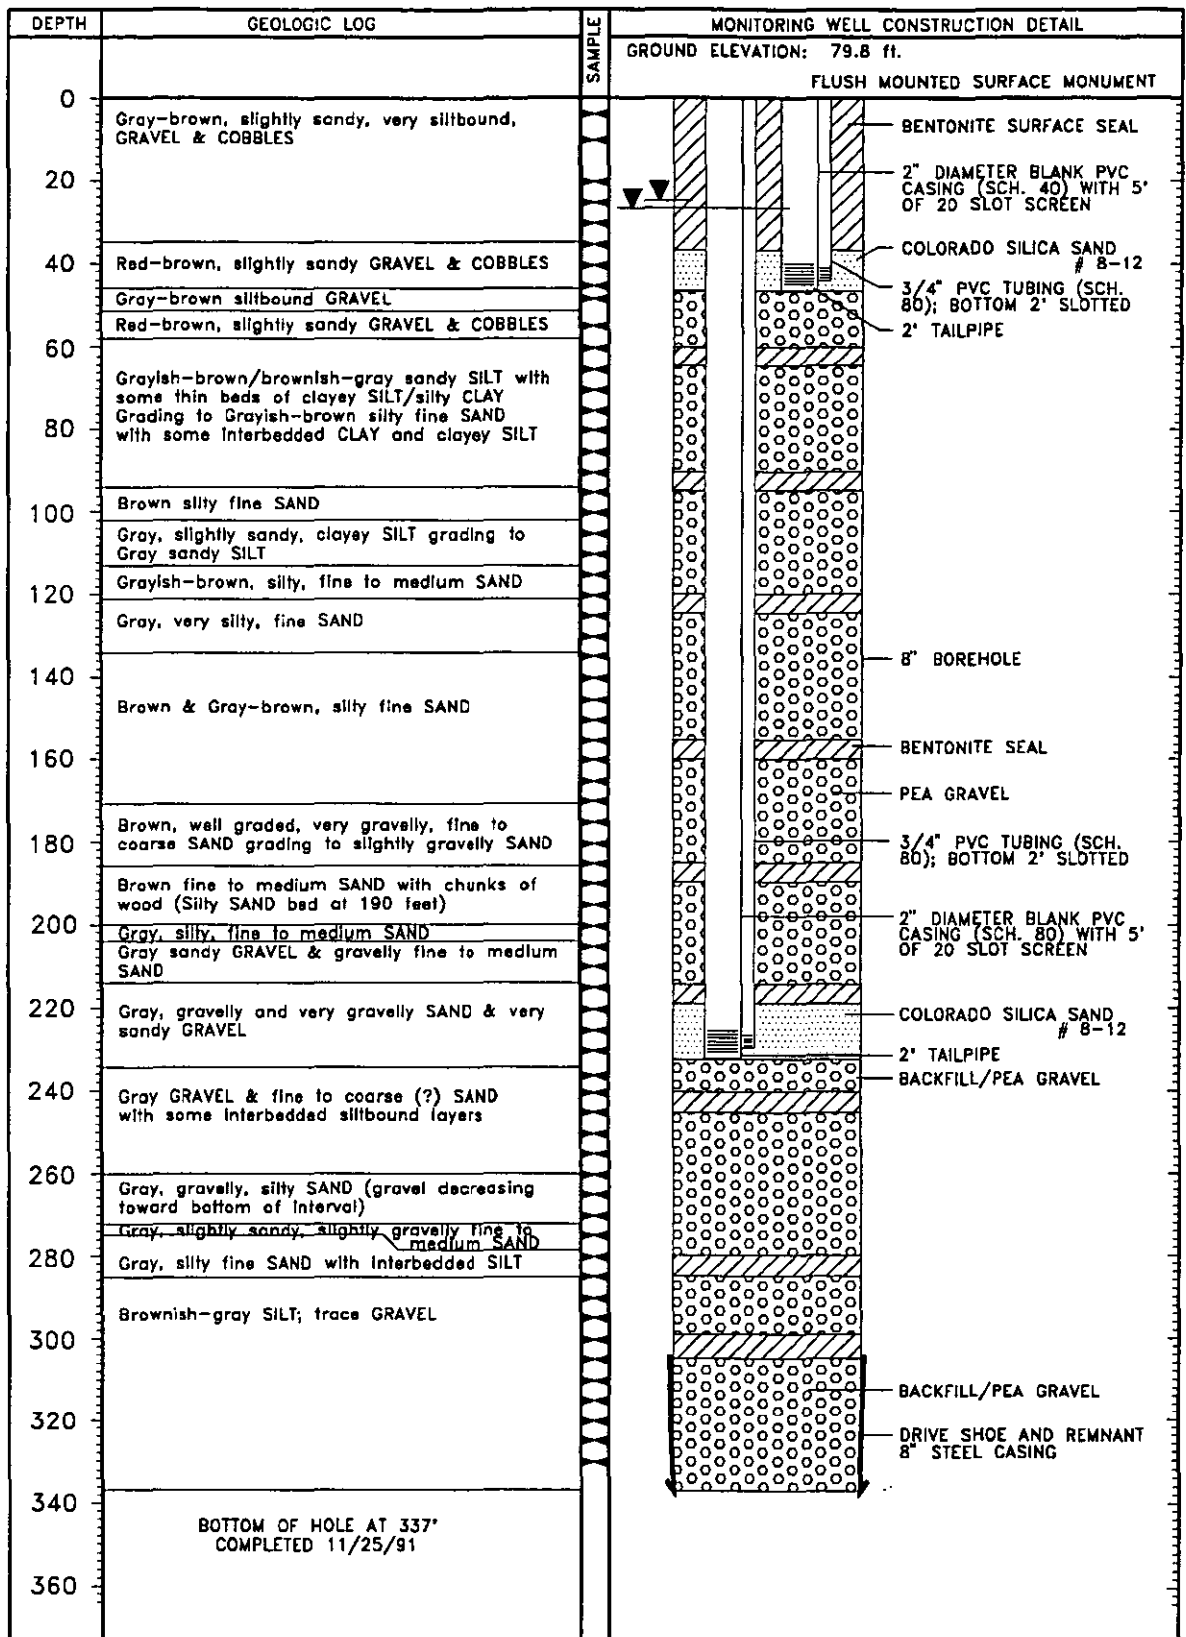 DEPTH
GEOLOGIC LOG
SAMPLE
MONITORING WELL CONSTRUCTION DETAIL
GROUND ELEVATION: 79.8 ft.
FLUSH MOUNTED SURFACE MONUMENT
0
20
40
60
80
100
120
140
160
180
200
220
240
260
280
300
320
340
360
Gray-brown, slightly sandy, very siltbound,
GRAVEL & COBBLES
Red-brown, slightly sandy GRAVEL & COBBLES
Gray-brown siltbound GRAVEL
Red-brown, slightly sandy GRAVEL & COBBLES
Grayish-brown/brownish-gray sandy SILT with
some thin beds of clayey SILT/silty CLAY
Grading to Grayish-brown silty fine SAND
with some interbedded CLAY and clayey SILT
Brown silty fine SAND
Gray, slightly sandy, clayey SILT grading to
Gray sandy SILT
Grayish-brown, silty, fine to medium SAND
Gray, very silty, fine SAND
Brown & Gray-brown, silty fine SAND
Brown, well graded, very gravelly, fine to
coarse SAND grading to slightly gravelly SAND
Brown fine to medium SAND with chunks of
wood (Silty SAND bed at 190 feet)
Gray, silty, fine to medium SAND
Gray sandy GRAVEL & gravelly fine to medium
SAND
Gray, gravelly and very gravelly SAND & very
sandy GRAVEL
Gray GRAVEL & fine to coarse (?) SAND
with some interbedded siltbound layers
Gray, gravelly, silty SAND (gravel decreasing
toward bottom of interval)
Gray, slightly sandy, slightly gravelly fine to
medium SAND
Gray, silty fine SAND with interbedded SILT
Brownish-gray SILT; trace GRAVEL
BOTTOM OF HOLE AT 337'
COMPLETED 11/25/91
BENTONITE SURFACE SEAL
2" DIAMETER BLANK PVC
CASING (SCH. 40) WITH 5'
OF 20 SLOT SCREEN
COLORADO SILICA SAND
# 8-12
3/4" PVC TUBING (SCH.
80); BOTTOM 2' SLOTTED
2' TAILPIPE
8" BOREHOLE
BENTONITE SEAL
PEA GRAVEL
3/4" PVC TUBING (SCH.
80); BOTTOM 2' SLOTTED
2" DIAMETER BLANK PVC
CASING (SCH. 80) WITH 5'
OF 20 SLOT SCREEN
COLORADO SILICA SAND
# 8-12
2' TAILPIPE
BACKFILL/PEA GRAVEL
BACKFILL/PEA GRAVEL
DRIVE SHOE AND REMNANT
8" STEEL CASING